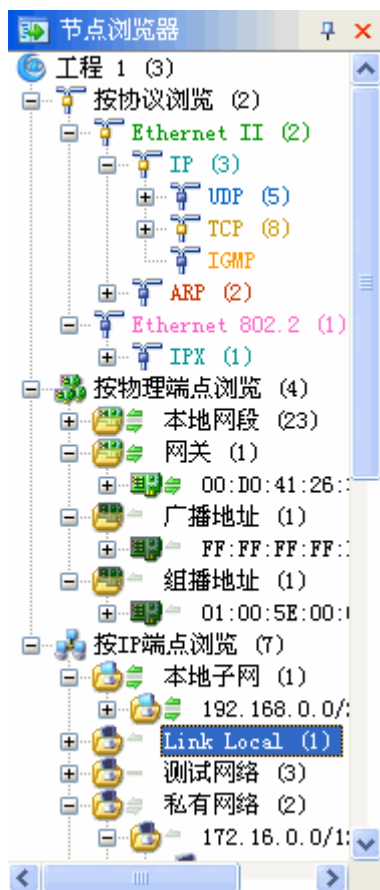 节点浏览器
工程 1 (3)
按协议浏览 (2)
Ethernet II (2)
IP (3)
UDP (5)
TCP (8)
IGMP
ARP (2)
Ethernet 802.2 (1)
IPX (1)
按物理端点浏览 (4)
本地网段 (23)
网关 (1)
00:D0:41:26:
广播地址 (1)
FF:FF:FF:FF:
组播地址 (1)
01:00:5E:00:
按IP端点浏览 (7)
本地子网 (1)
192.168.0.0/
Link Local (1)
测试网络 (3)
私有网络 (2)
172.16.0.0/1